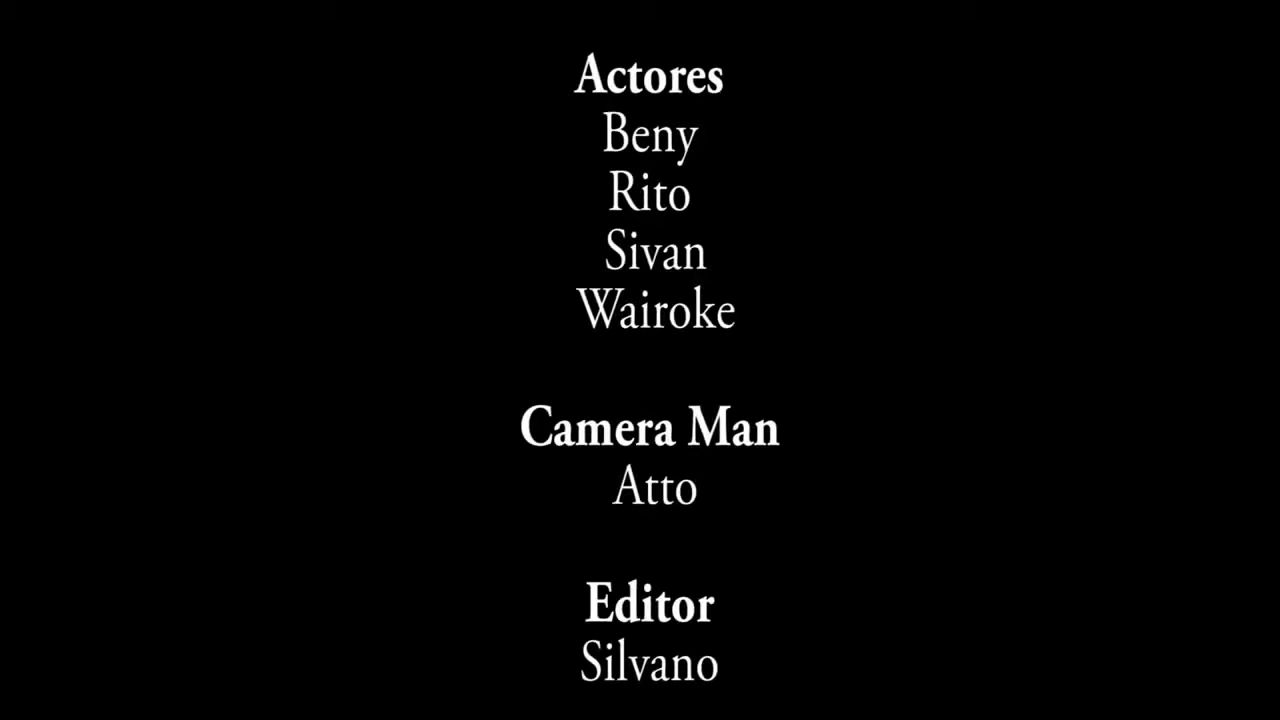 Actores
Beny
Rito
Sivan
Wairoke
Camera Man
Atto
Editor
Silvano